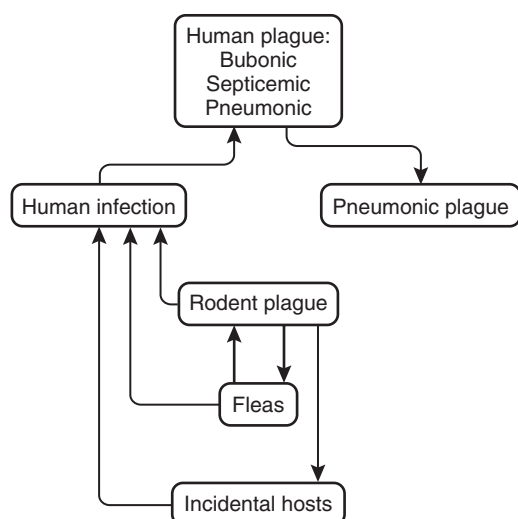 Human plague:
Bubonic
Septicemic
Pneumonic
Human infection
Pneumonic plague
Rodent plague
Fleas
Incidental hosts